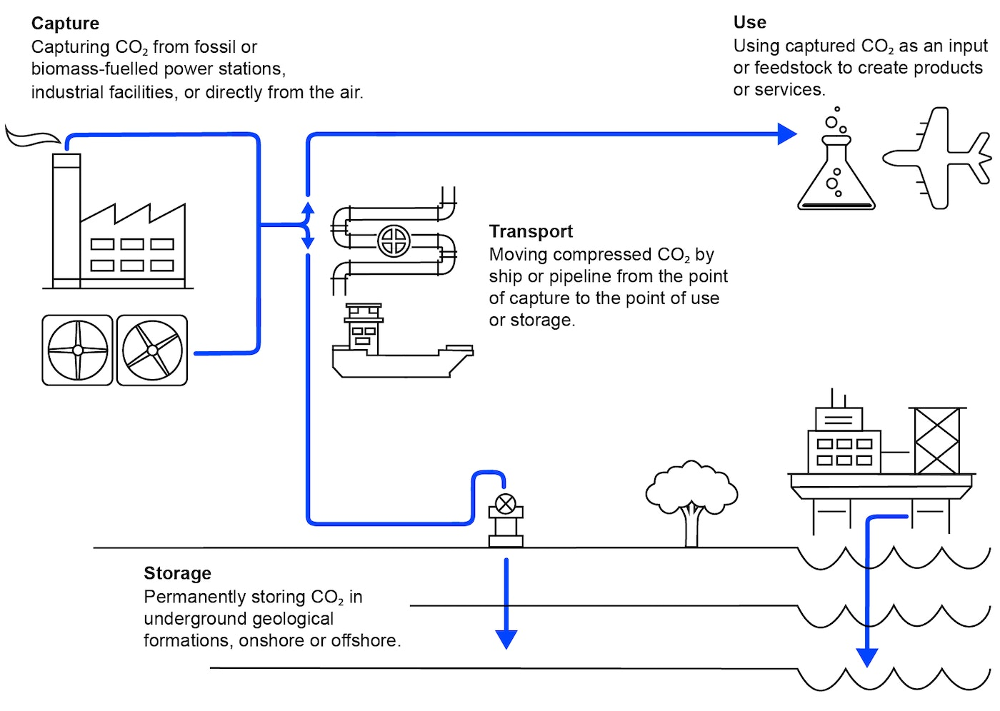 Capture
Capturing CO₂ from fossil or
biomass-fuelled power stations,
industrial facilities, or directly from the air.
Use
Using captured CO₂ as an input
or feedstock to create products
or services.
Transport
Moving compressed CO₂ by
ship or pipeline from the point
of capture to the point of use
or storage.
Storage
Permanently storing CO₂ in
underground geological
formations, onshore or offshore.